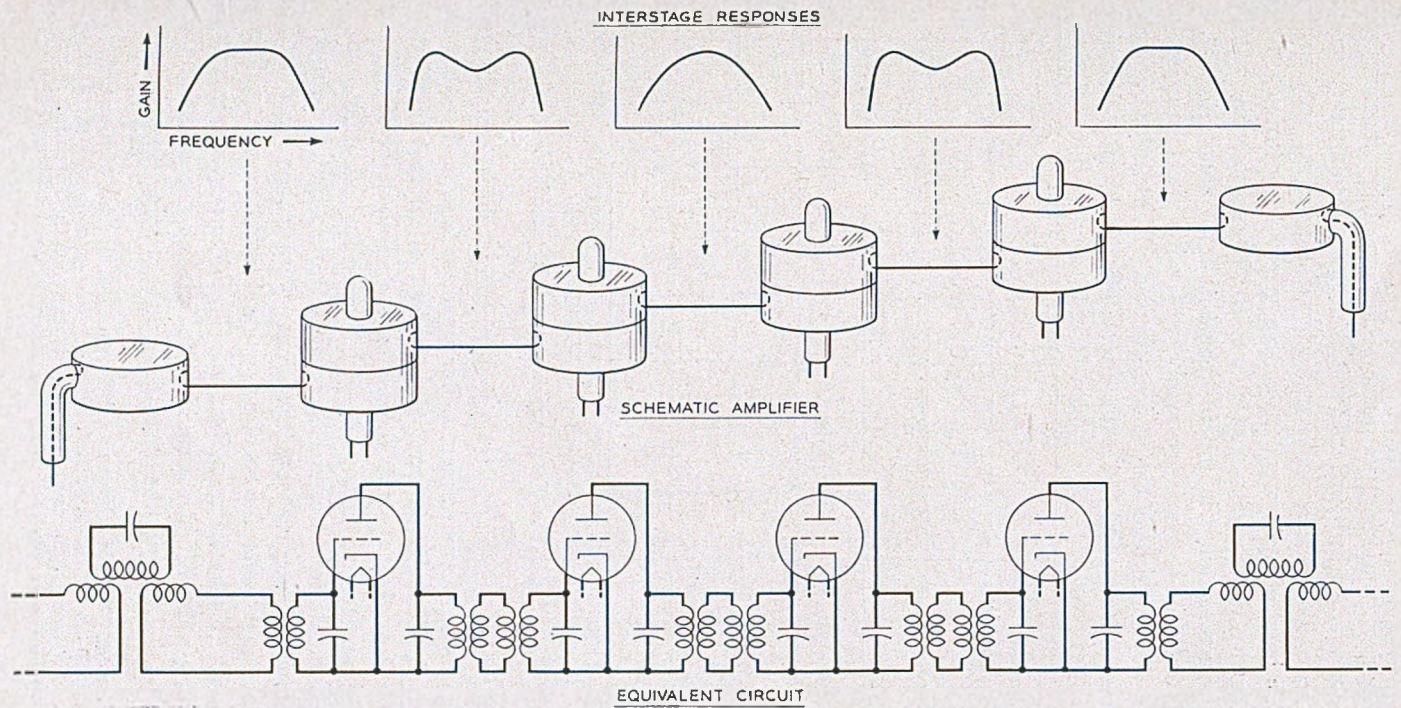 INTERSTAGE RESPONSES
GAIN
FREQUENCY
SCHEMATIC AMPLIFIER
EQUIVALENT CIRCUIT